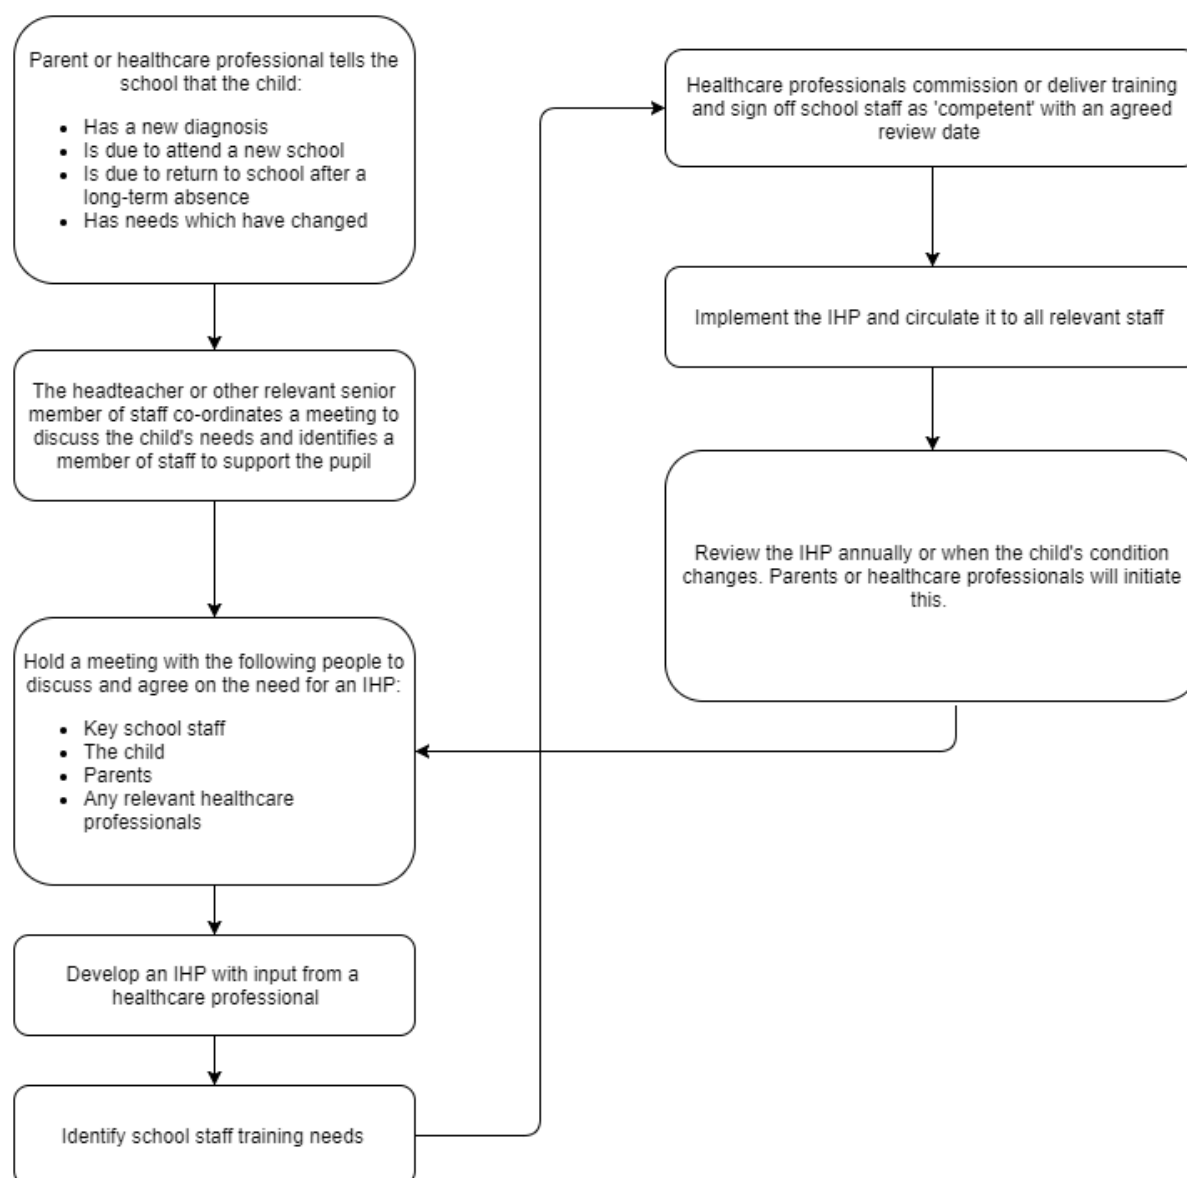 Parent or healthcare professional tells the
school that the child:
• Has a new diagnosis
• Is due to attend a new school
• Is due to return to school after a
long-term absence
• Has needs which have changed
The headteacher or other relevant senior
member of staff co-ordinates a meeting to
discuss the child's needs and identifies a
member of staff to support the pupil
Hold a meeting with the following people to
discuss and agree on the need for an IHP:
• Key school staff
• The child
• Parents
• Any relevant healthcare
professionals
Develop an IHP with input from a
healthcare professional
Identify school staff training needs
Healthcare professionals commission or deliver training
and sign off school staff as 'competent' with an agreed
review date
Implement the IHP and circulate it to all relevant staff
Review the IHP annually or when the child's condition
changes. Parents or healthcare professionals will initiate
this.